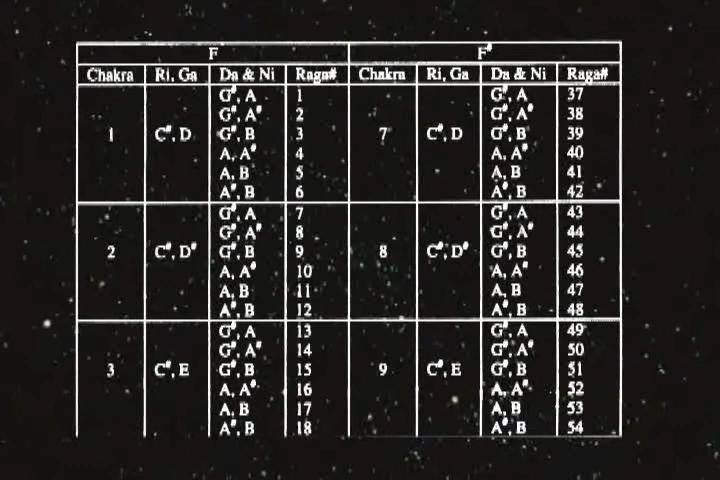 F F#
Chakra Ri, Ga Da & Ni Raga# Chakra Ri, Ga Da & Ni Raga#
G#, A 1 G#, A 37
G#, A# 2 G#, A# 38
1 C#, D G#, B 3 7 C#, D G#, B 39
A, A# 4 A, A# 40
A, B 5 A, B 41
A#, B 6 A#, B 42
G#, A 7 G#, A 43
G#, A# 8 G#, A# 44
2 C#, D# G#, B 9 8 C#, D# G#, B 45
A, A# 10 A, A# 46
A, B 11 A, B 47
A#, B 12 A#, B 48
G#, A 13 G#, A 49
G#, A# 14 G#, A# 50
3 C#, E G#, B 15 9 C#, E G#, B 51
A, A# 16 A, A# 52
A, B 17 A, B 53
A#, B 18 A#, B 54